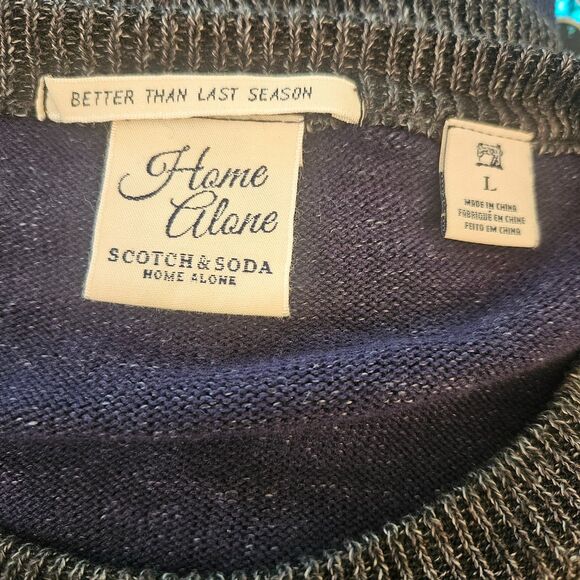 BETTER THAN LAST SEASON
Home
Alone
SCOTCH & SODA
HOME ALONE
L
MADE IN CHINA
FABRIQUÉ EN CHINE
FEITO EM CHINA